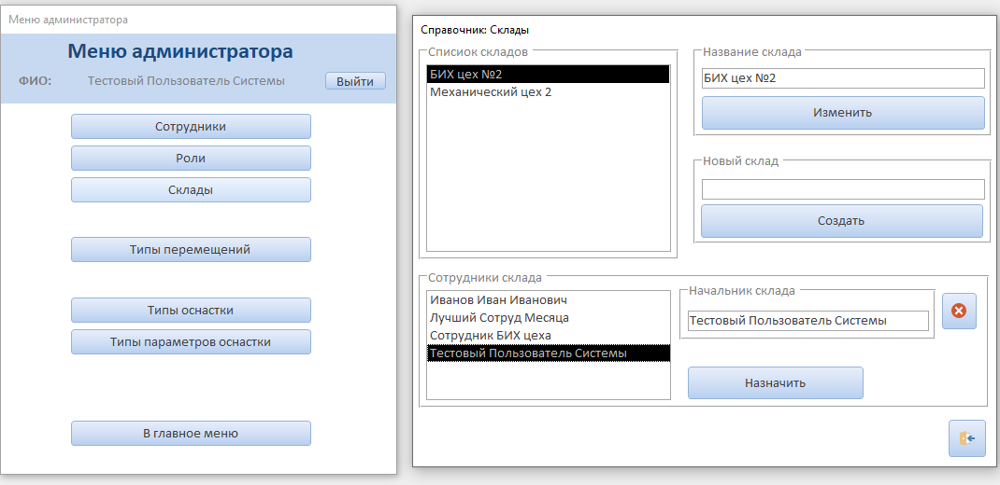 Меню администратора
Меню администратора
ФИО: Тестовый Пользователь Системы Выйти
Сотрудники
Роли
Склады
Типы перемещений
Типы оснастки
Типы параметров оснастки
В главное меню
Справочник: Склады
Списиок складов
БИХ цех №2
Механический цех 2
Название склада
БИХ цех №2
Изменить
Новый склад
Создать
Сотрудники склада
Иванов Иван Иванович
Лучший Сотруд Месяца
Сотрудник БИХ цеха
Тестовый Пользователь Системы
Начальник склада
Тестовый Пользователь Системы
Назначить